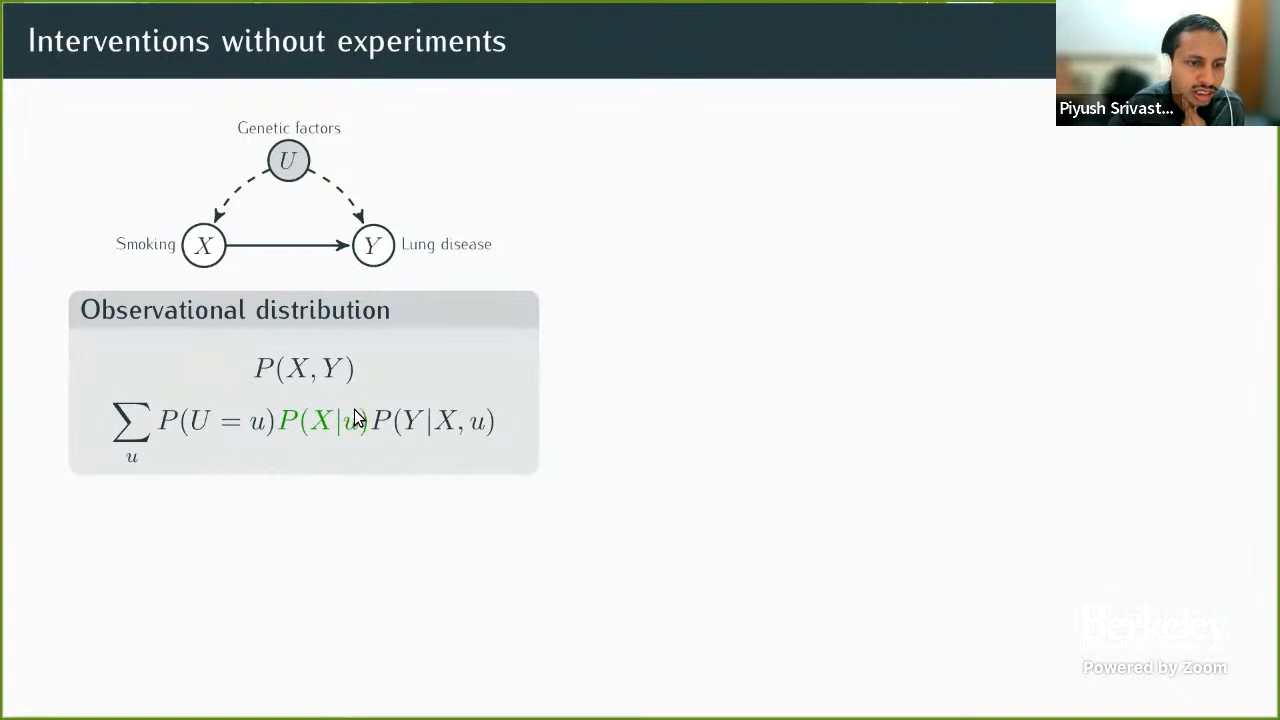 Interventions without experiments
Piyush Srivast...
Genetic factors
U
Smoking X Y Lung disease
Observational distribution
P(X, Y)
∑ P(U = u)P(X|u)P(Y|X, u)
u
Berkeley
Powered by Zoom